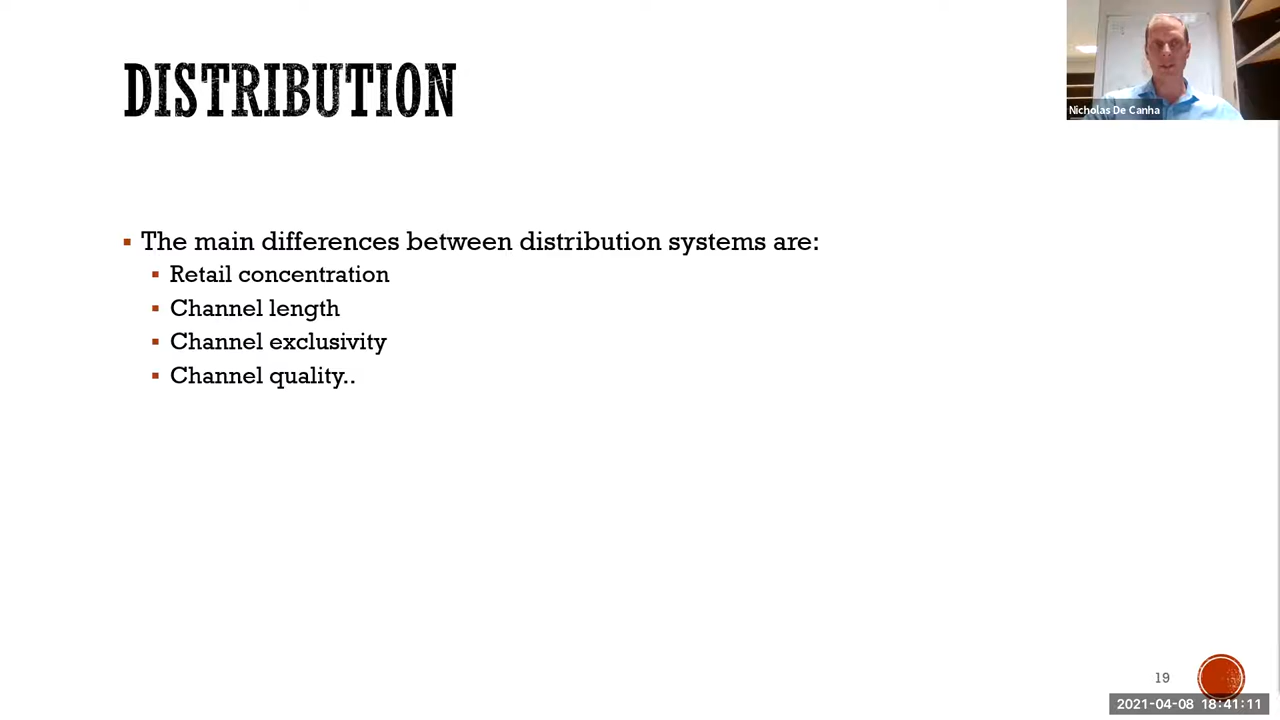 DISTRIBUTION
Nicholas De Canha
The main differences between distribution systems are:
Retail concentration
Channel length
Channel exclusivity
Channel quality..
19
2021-04-08 18:41:11